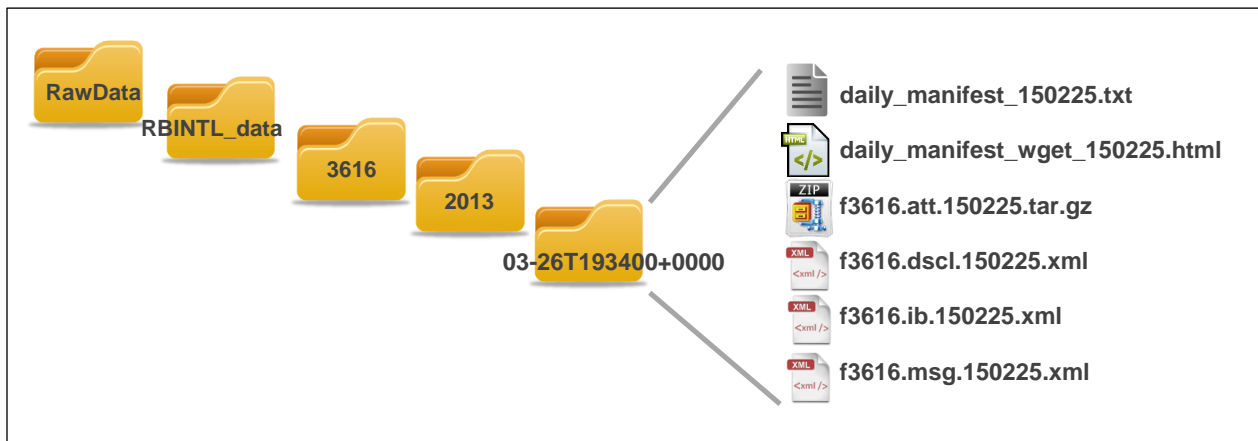 RawData
RBINTL_data
3616
2013
03-26T193400+0000
daily_manifest_150225.txt
HTML
</>
daily_manifest_wget_150225.html
ZIP
f3616.att.150225.tar.gz
XML
<xml />
f3616.dscl.150225.xml
XML
<xml />
f3616.ib.150225.xml
XML
<xml />
f3616.msg.150225.xml